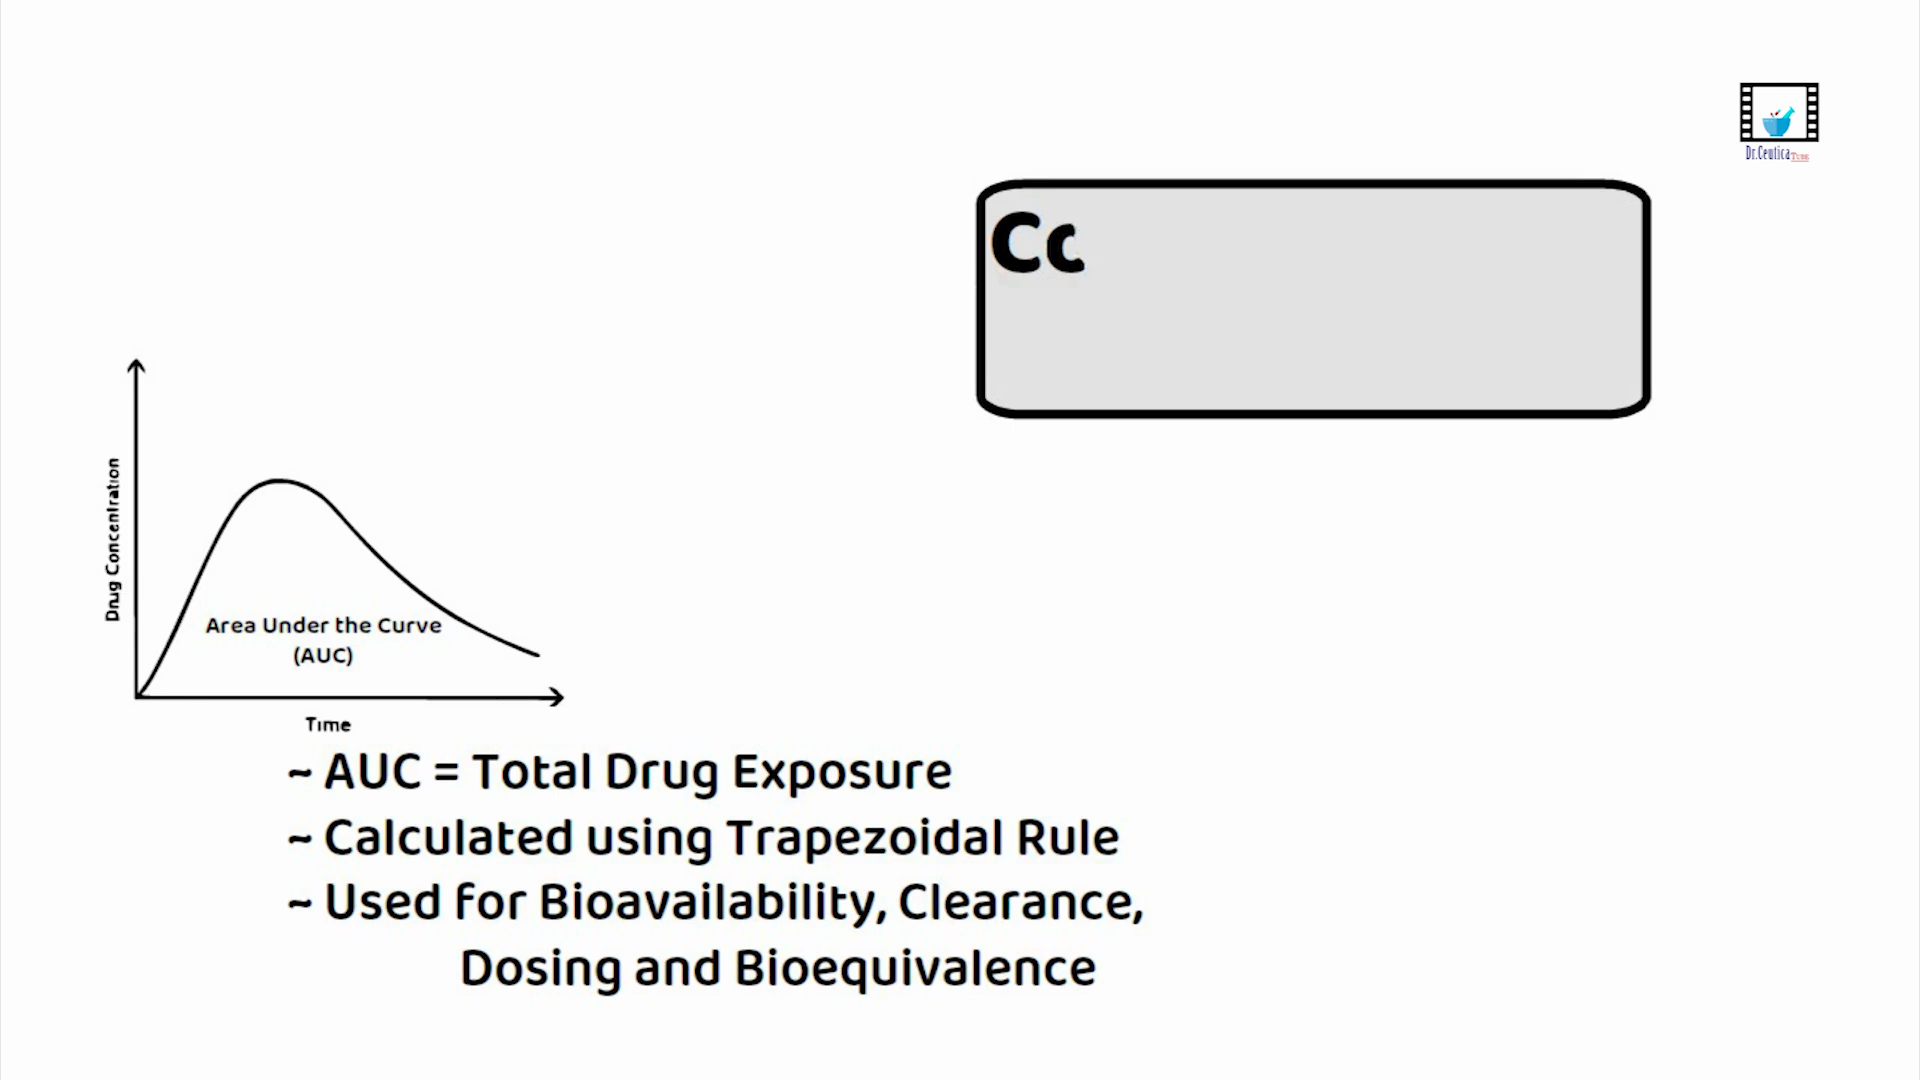 Dr.Ceutica Tube
Cc
Drug Concentration
Area Under the Curve
(AUC)
Time
~ AUC = Total Drug Exposure
~ Calculated using Trapezoidal Rule
~ Used for Bioavailability, Clearance,
Dosing and Bioequivalence